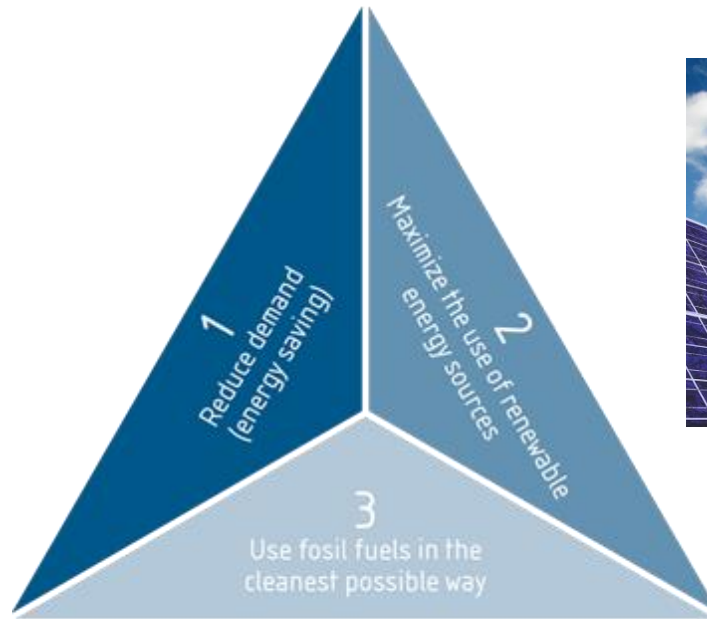 1
Reduce demand
(energy saving)
2
Maximize the use of renewable
energy sources
3
Use fosil fuels in the
cleanest possible way